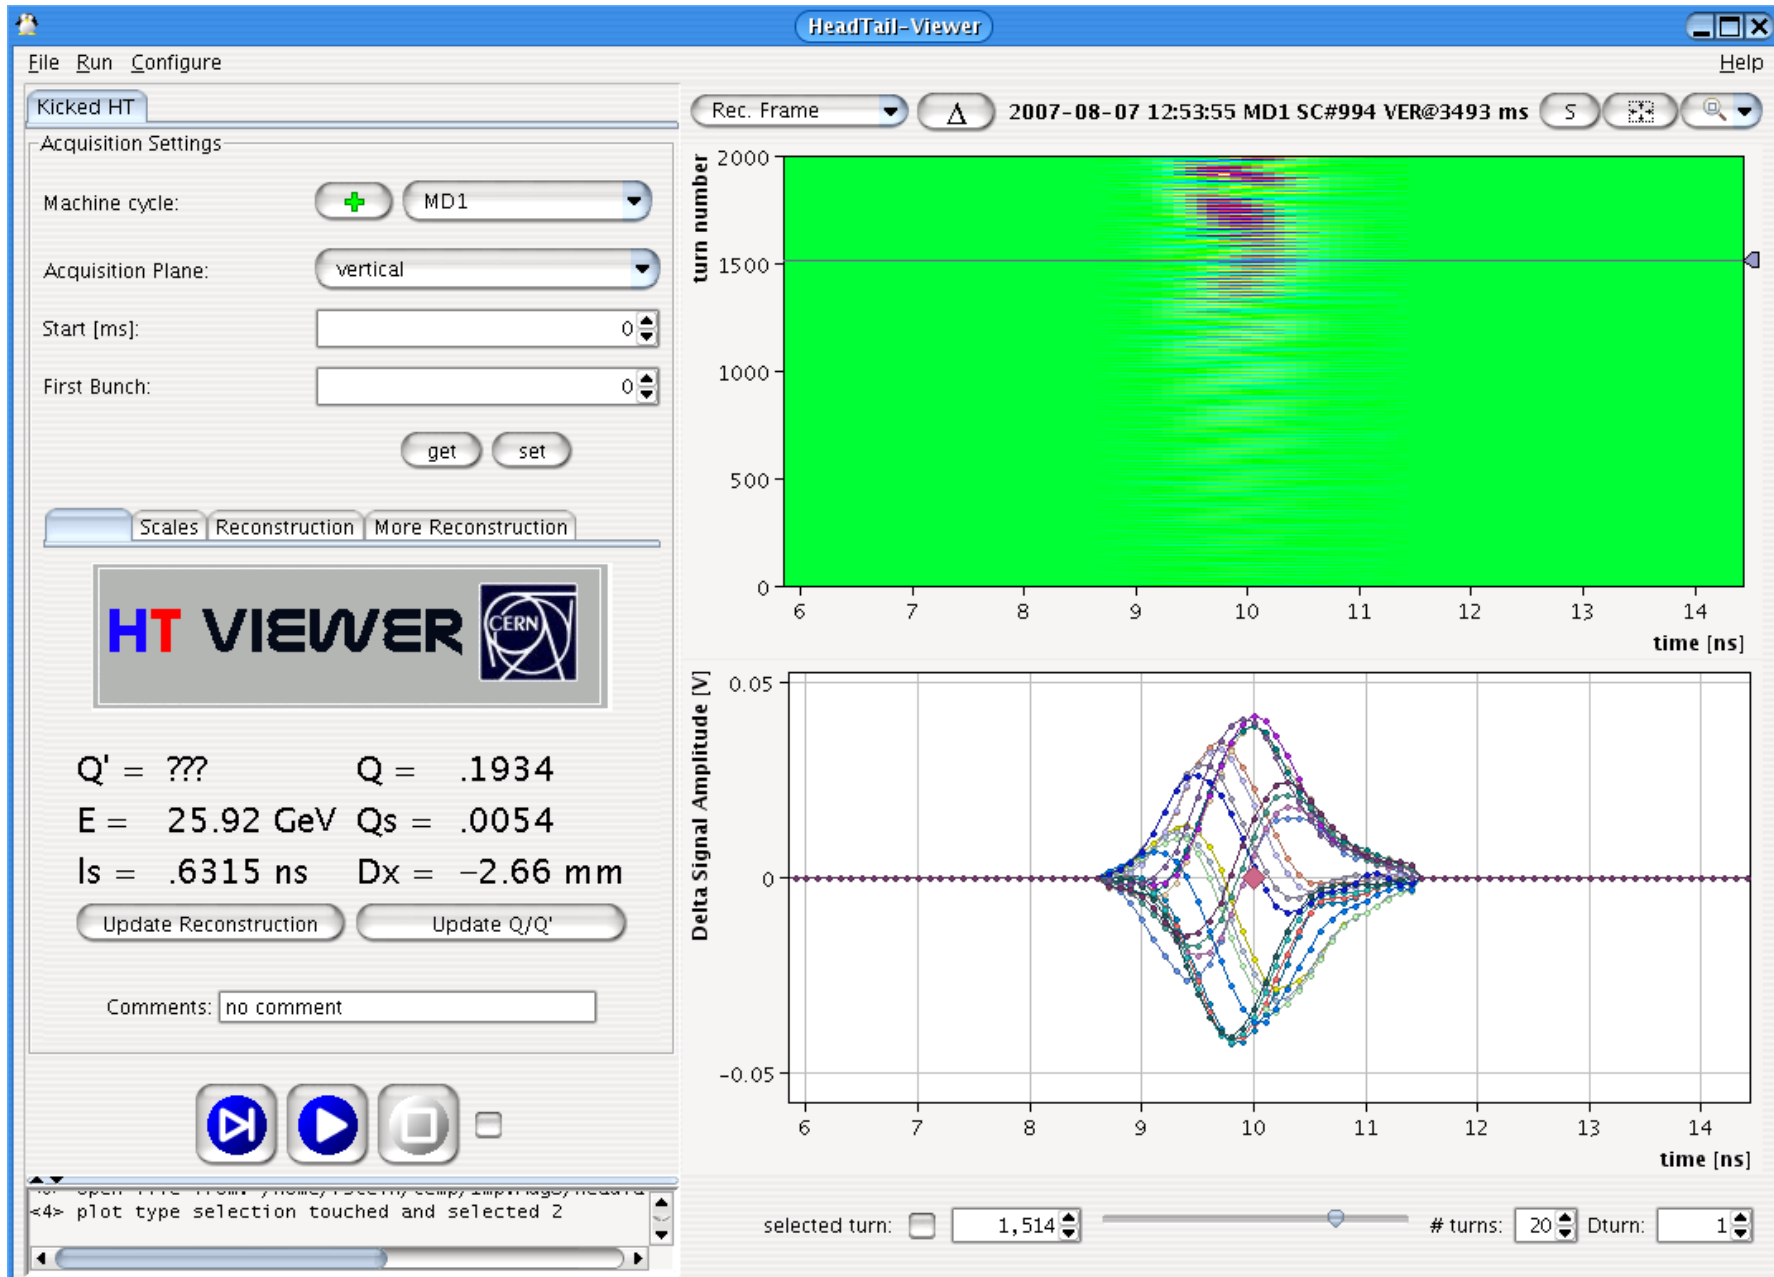 HeadTail-Viewer
File Run Configure Help
Kicked HT
Rec. Frame Δ 2007-08-07 12:53:55 MD1 SC#994 VER@3493 ms S
Acquisition Settings
Machine cycle: MD1
Acquisition Plane: vertical
Start [ms]: 0
First Bunch: 0
get set
Scales Reconstruction More Reconstruction
HT VIEWER CERN
Q' = ??? Q = .1934
E = 25.92 GeV Qs = .0054
ls = .6315 ns Dx = -2.66 mm
Update Reconstruction Update Q/Q'
Comments: no comment
<4> plot type selection touched and selected 2
turn number
2000
1500
1000
500
0
6 7 8 9 10 11 12 13 14
time [ns]
Delta Signal Amplitude [V]
0.05
0
-0.05
6 7 8 9 10 11 12 13 14
time [ns]
selected turn: 1,514 # turns: 20 Dturn: 1